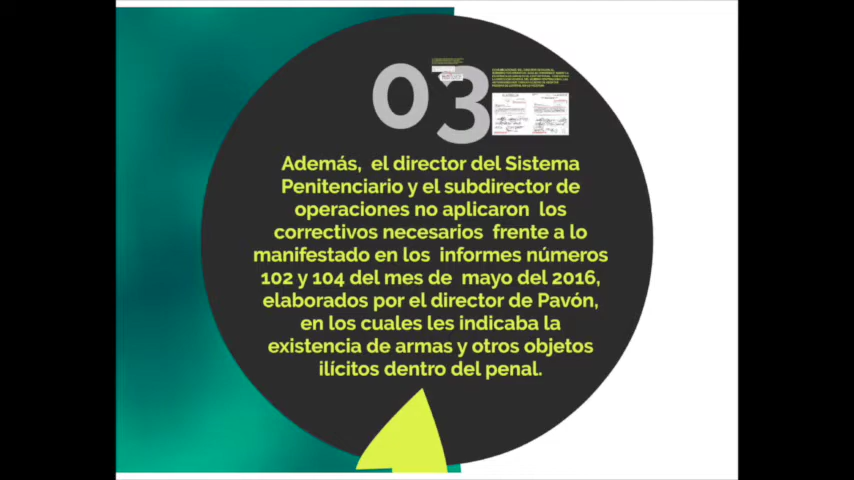 03
Además, el director del Sistema
Penitenciario y el subdirector de
operaciones no aplicaron los
correctivos necesarios frente a lo
manifestado en los informes números
102 y 104 del mes de mayo del 2016,
elaborados por el director de Pavón,
en los cuales les indicaba la
existencia de armas y otros objetos
ilícitos dentro del penal.